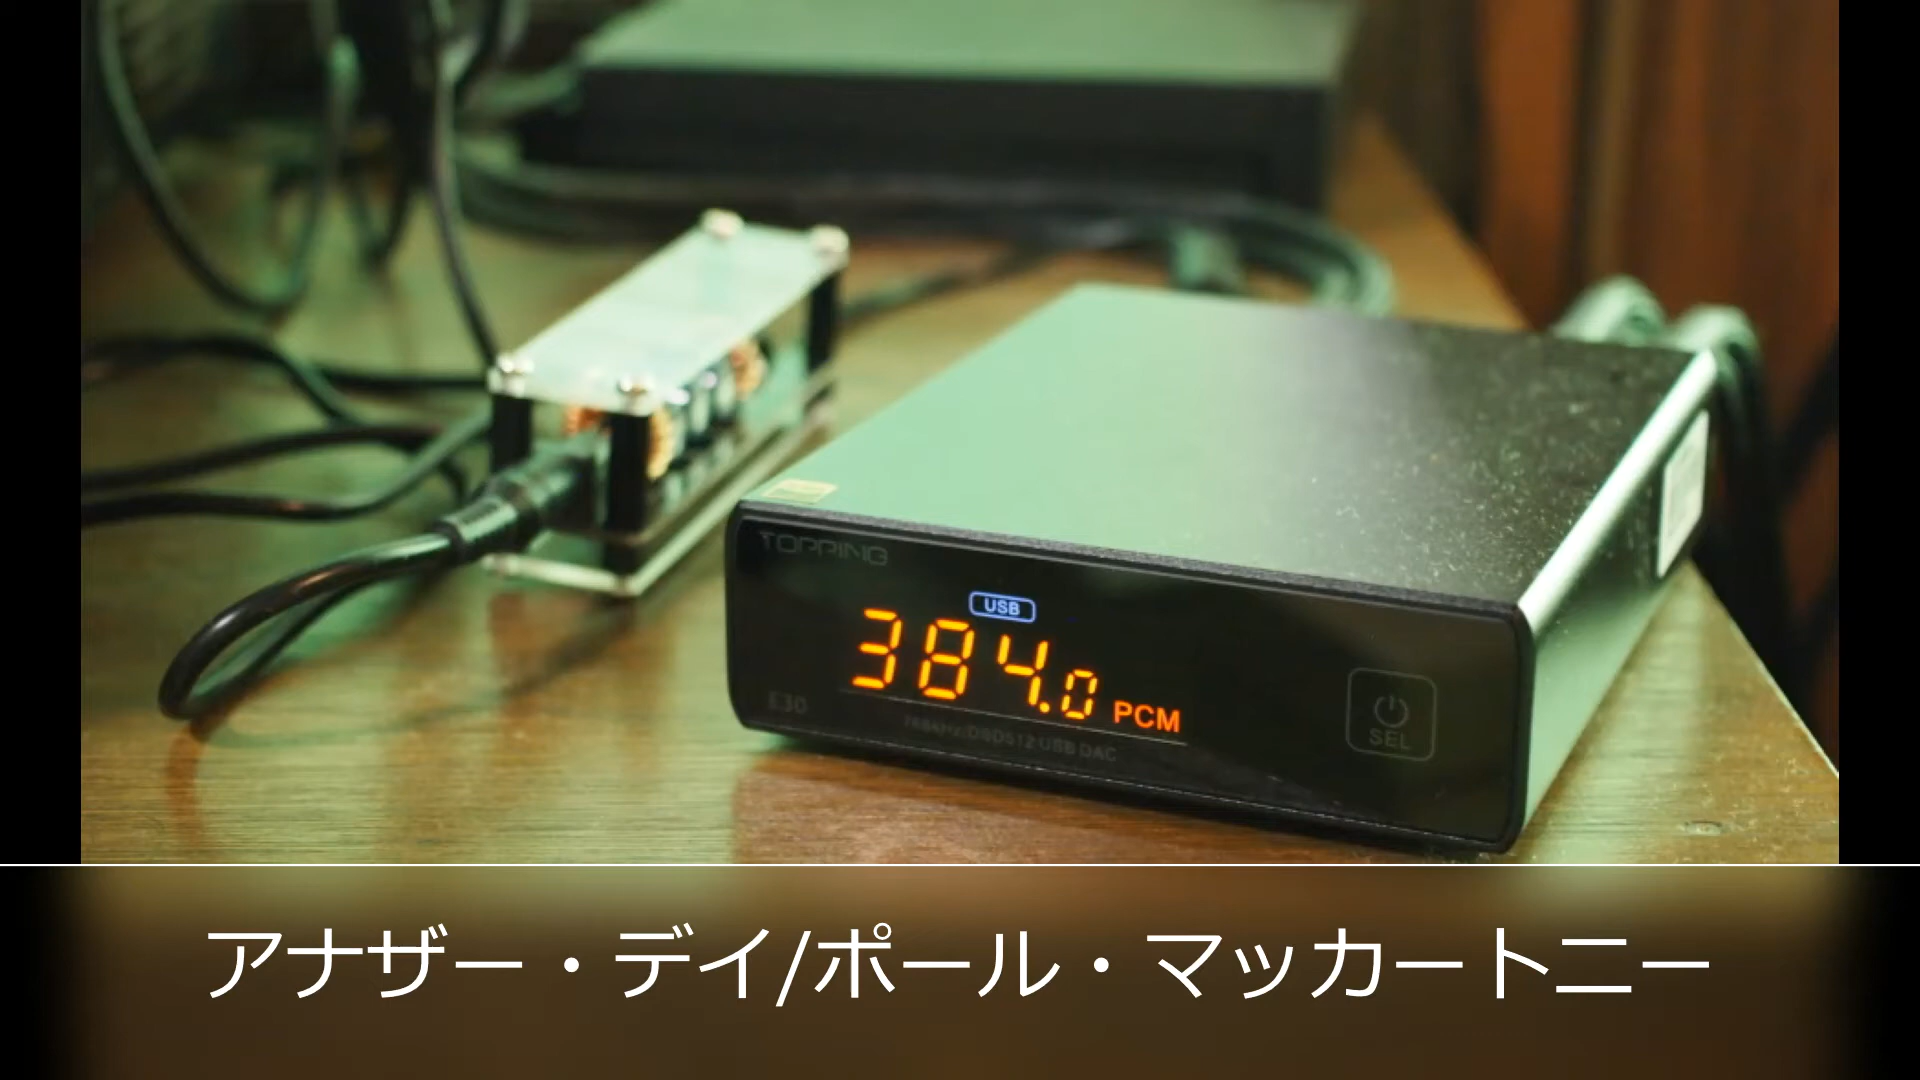 TOPPING
USB
384.0 PCM
E30
768kHz/DSD512 USB DAC
SEL
アナザー・デイ/ポール・マッカートニー